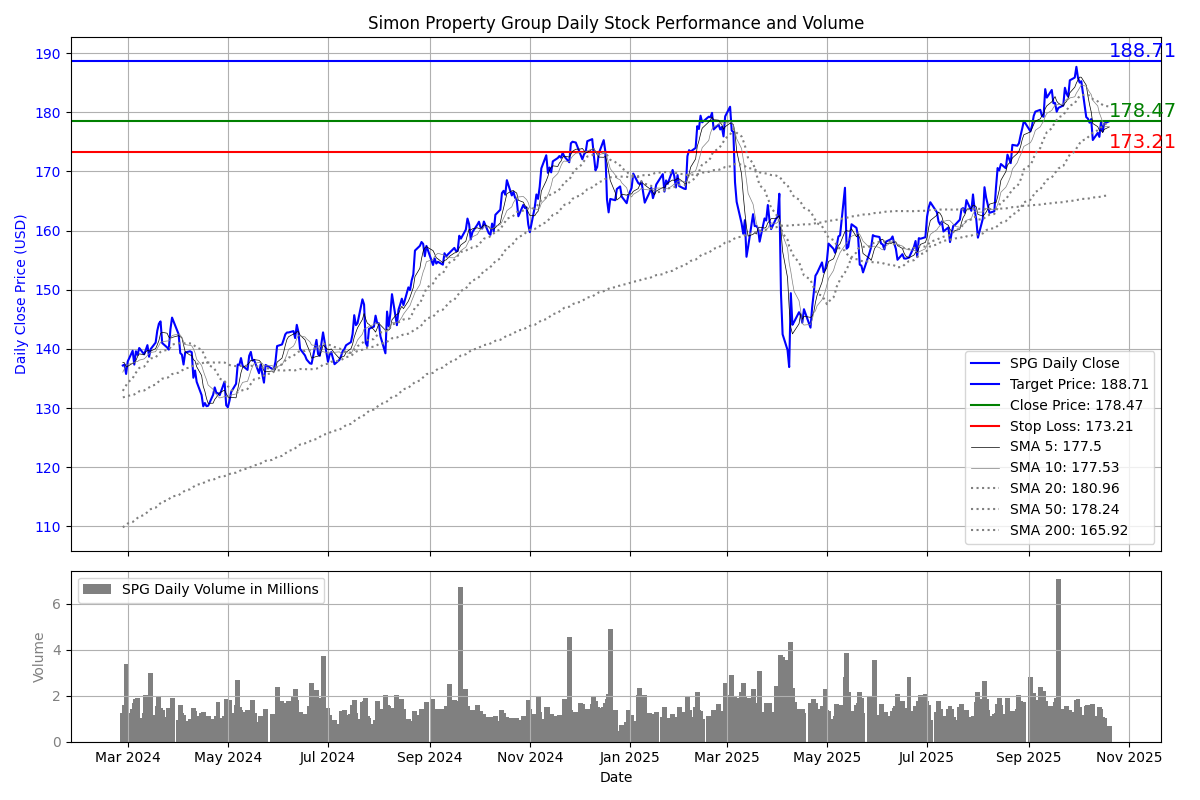 Simon Property Group Daily Stock Performance and Volume
190
180
170
160
150
140
130
120
110
Daily Close Price (USD)
188.71
178.47
173.21
SPG Daily Close
Target Price: 188.71
Close Price: 178.47
Stop Loss: 173.21
SMA 5: 177.5
SMA 10: 177.53
SMA 20: 180.96
SMA 50: 178.24
SMA 200: 165.92
SPG Daily Volume in Millions
6
4
2
0
Volume
Mar 2024 May 2024 Jul 2024 Sep 2024 Nov 2024 Jan 2025 Mar 2025 May 2025 Jul 2025 Sep 2025 Nov 2025
Date